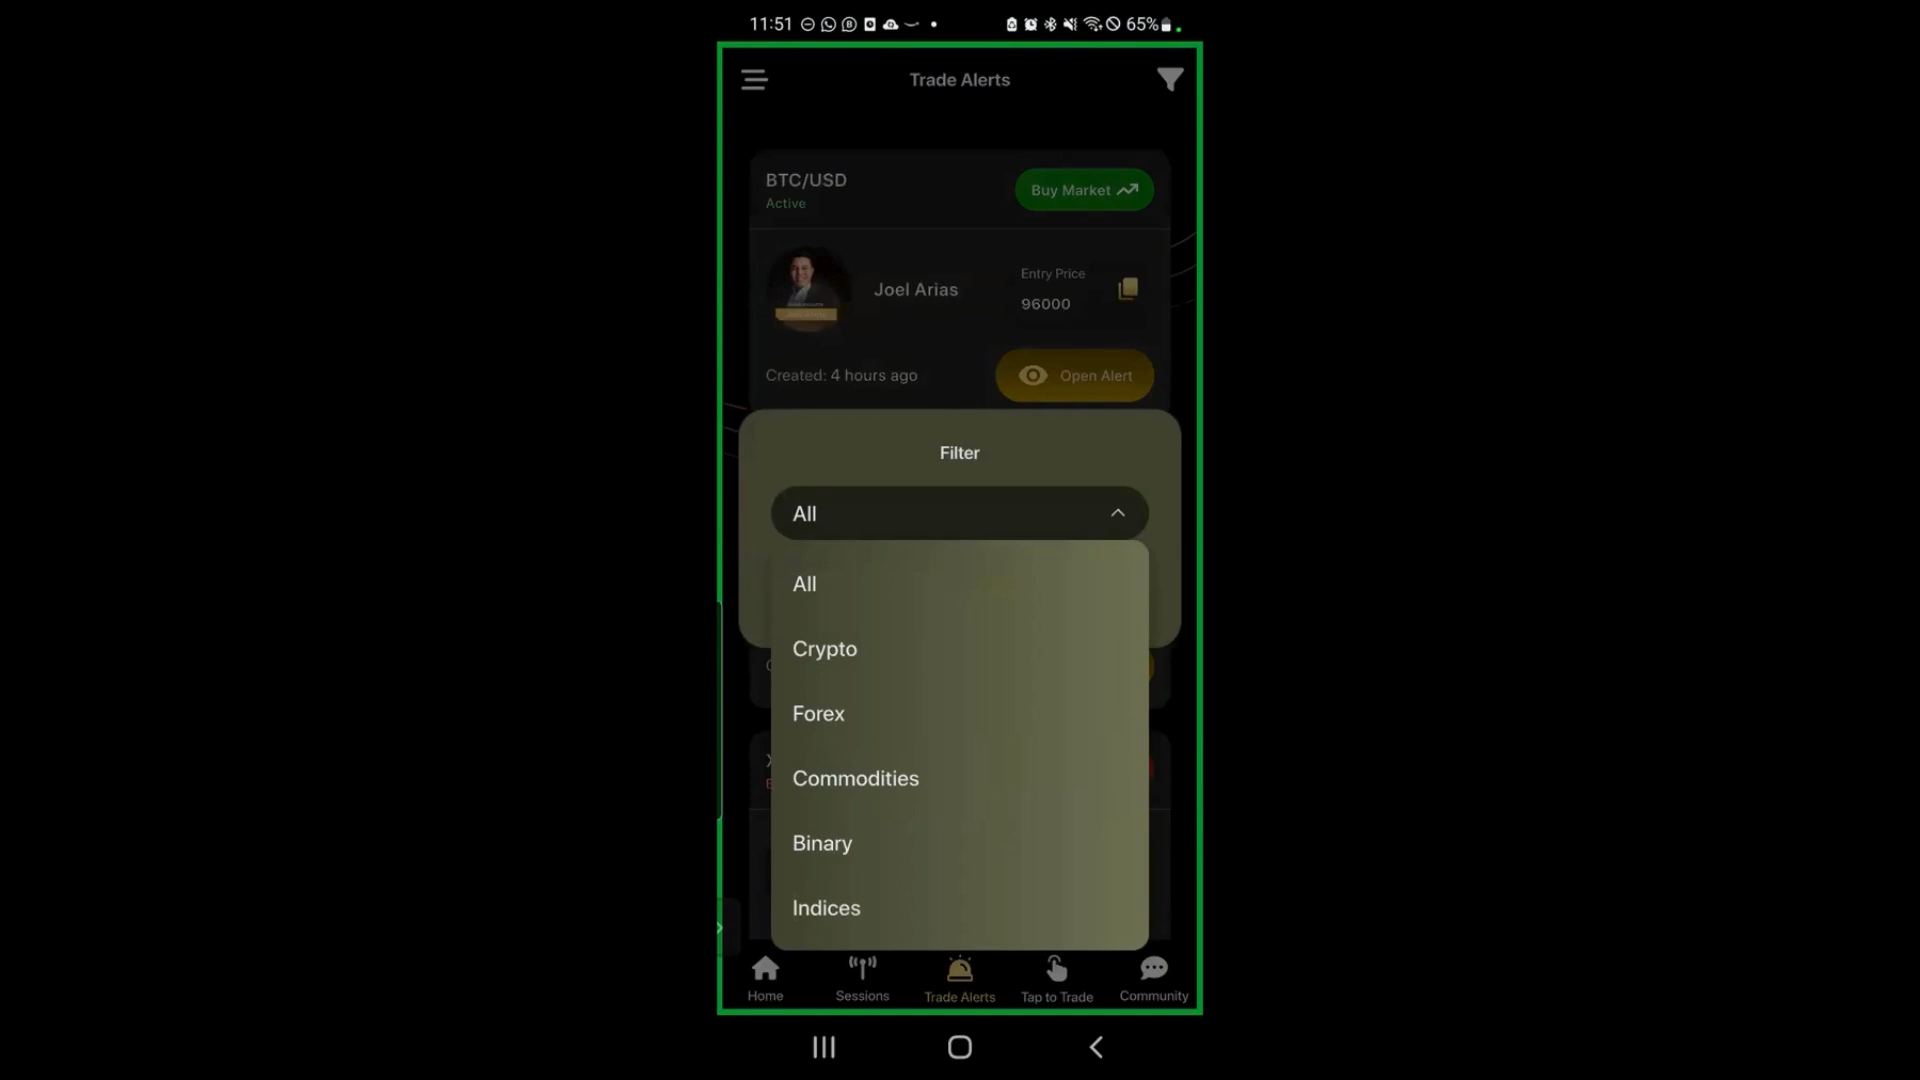 11:51 65%
Trade Alerts
BTC/USD
Buy Market
Active
Entry Price
Joel Arias
96000
Created: 4 hours ago
Open Alert
Filter
All
All
Crypto
Forex
Commodities
Binary
Indices
Home Sessions Trade Alerts Tap to Trade Community